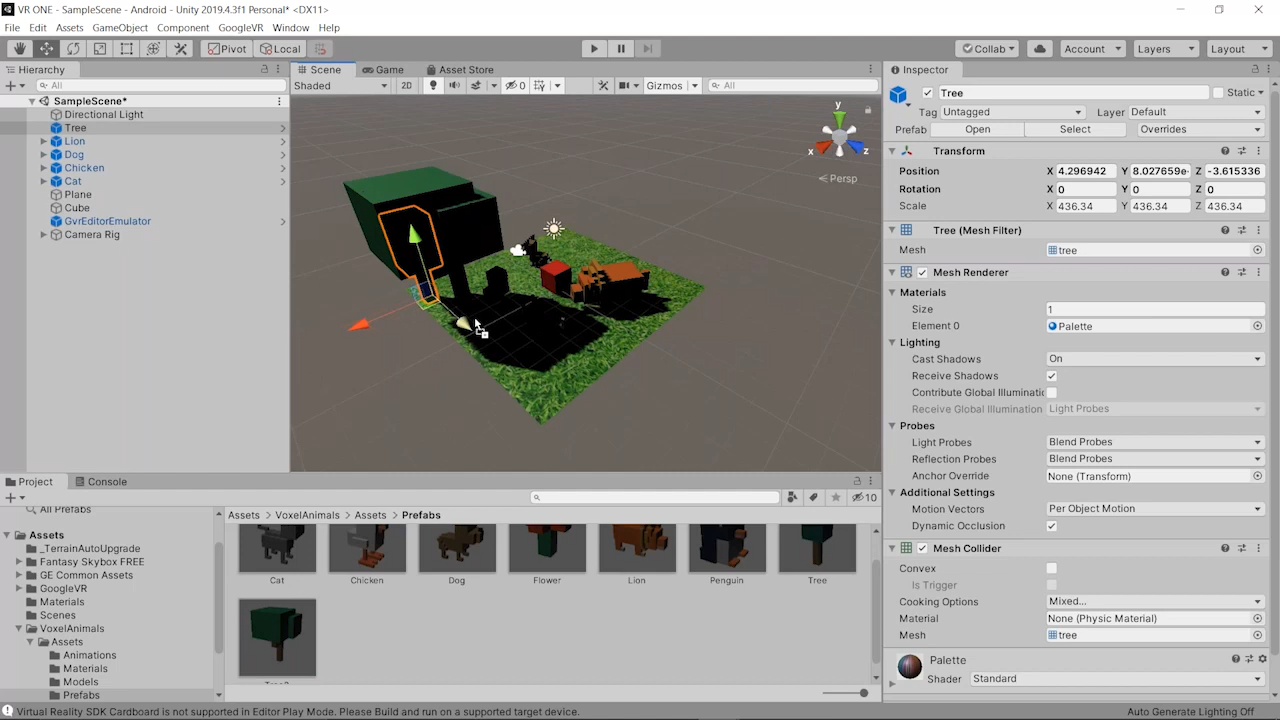 VR ONE - SampleScene - Android - Unity 2019.4.3f1 Personal* <DX11>
File Edit Assets GameObject Component GoogleVR Window Help
Pivot Local Collab Account Layers Layout
Hierarchy
All
SampleScene*
Directional Light
Tree
Lion
Dog
Chicken
Cat
Plane
Cube
GvrEditorEmulator
Camera Rig
Scene Game Asset Store
Shaded 2D 0 Gizmos All
y
x z
Persp
Inspector
Tree Static
Tag Untagged Layer Default
Prefab Open Select Overrides
Transform
Position X 4.296942 Y 8.027659e- Z -3.615336
Rotation X 0 Y 0 Z 0
Scale X 436.34 Y 436.34 Z 436.34
Tree (Mesh Filter)
Mesh tree
Mesh Renderer
Materials
Size 1
Element 0 Palette
Lighting
Cast Shadows On
Receive Shadows
Contribute Global Illuminatic
Receive Global Illumination Light Probes
Probes
Light Probes Blend Probes
Reflection Probes Blend Probes
Anchor Override None (Transform)
Additional Settings
Motion Vectors Per Object Motion
Dynamic Occlusion
Mesh Collider
Convex
Is Trigger
Cooking Options Mixed...
Material None (Physic Material)
Mesh tree
Palette
Shader Standard
Project Console
10
All Prefabs
Assets
_TerrainAutoUpgrade
Fantasy Skybox FREE
GE Common Assets
GoogleVR
Materials
Scenes
VoxelAnimals
Assets
Animations
Materials
Models
Prefabs
Assets > VoxelAnimals > Assets > Prefabs
Cat Chicken Dog Flower Lion Penguin Tree
Virtual Reality SDK Cardboard is not supported in Editor Play Mode. Please Build and run on a supported target device.
Auto Generate Lighting Off